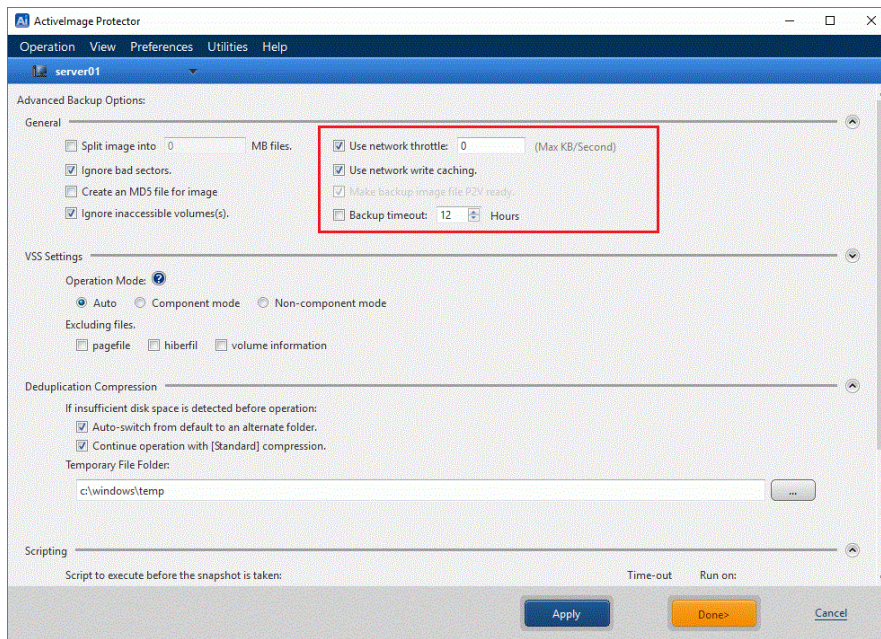 Ai ActiveImage Protector
Operation View Preferences Utilities Help
server01
Advanced Backup Options:
General
Split image into 0 MB files.
Use network throttle: 0 (Max KB/Second)
Ignore bad sectors.
Use network write caching.
Create an MD5 file for image
Make backup image file P2V ready.
Ignore inaccessible volumes(s).
Backup timeout: 12 Hours
VSS Settings
Operation Mode: ?
Auto Component mode Non-component mode
Excluding files.
pagefile hiberfil volume information
Deduplication Compression
If insufficient disk space is detected before operation:
Auto-switch from default to an alternate folder.
Continue operation with [Standard] compression.
Temporary File Folder:
c:\windows\temp ...
Scripting
Script to execute before the snapshot is taken: Time-out Run on:
Apply Done> Cancel